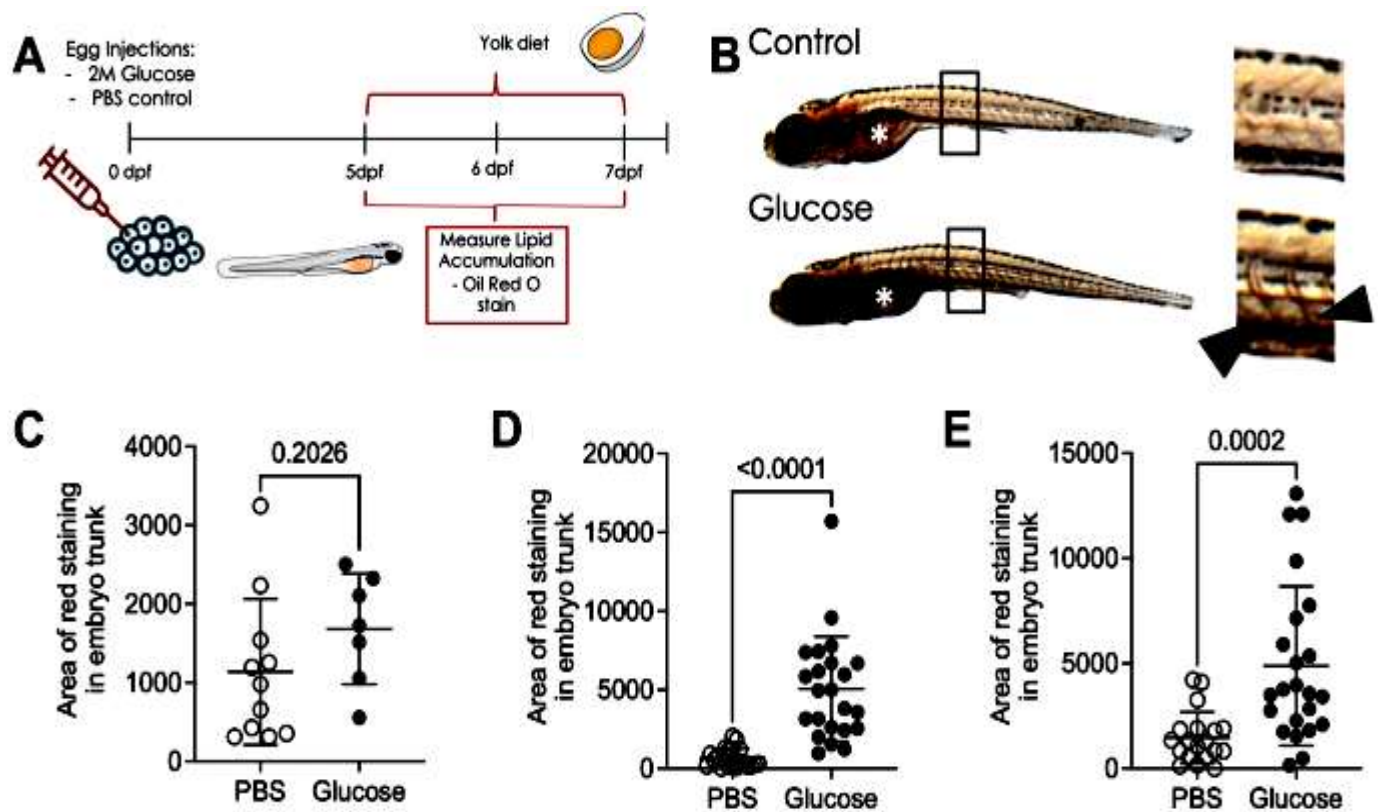 A
Egg Injections:
- 2M Glucose
- PBS control
Yolk diet
0 dpf
5dpf
6 dpf
7dpf
Measure Lipid
Accumulation
- Oil Red O
stain
B
Control
*
Glucose
*
C
Area of red staining
in embryo trunk
4000
3000
2000
1000
0
0.2026
PBS
Glucose
D
Area of red staining
in embryo trunk
20000
15000
10000
5000
0
<0.0001
PBS
Glucose
E
Area of red staining
in embryo trunk
15000
10000
5000
0
0.0002
PBS
Glucose